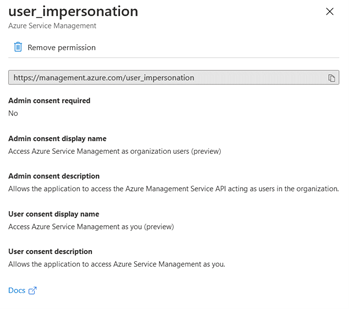 user_impersonation
Azure Service Management
Remove permission
https://management.azure.com/user_impersonation
Admin consent required
No
Admin consent display name
Access Azure Service Management as organization users (preview)
Admin consent description
Allows the application to access the Azure Management Service API acting as users in the organization.
User consent display name
Access Azure Service Management as you (preview)
User consent description
Allows the application to access Azure Service Management as you.
Docs